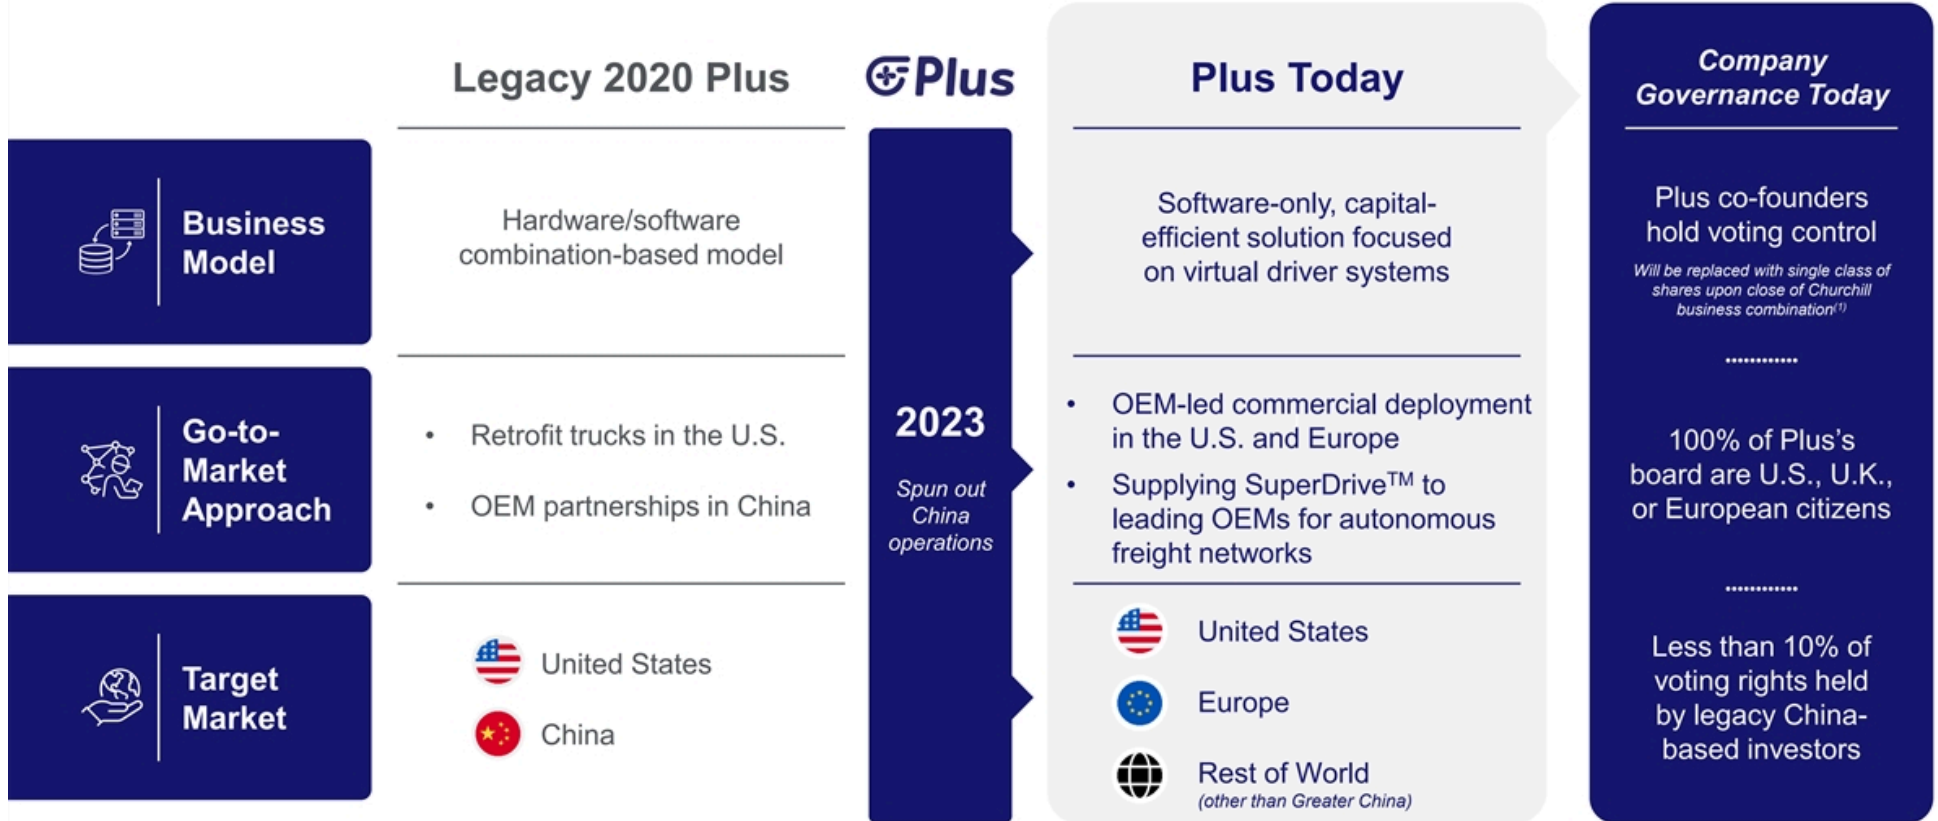 Legacy 2020 Plus
Plus
Plus Today
Company
Governance Today
Business
Model
Hardware/software
combination-based model
Software-only, capital-
efficient solution focused
on virtual driver systems
Plus co-founders
hold voting control
Will be replaced with single class of
shares upon close of Churchill
business combination(1)
Go-to-
Market
Approach
• Retrofit trucks in the U.S.
• OEM partnerships in China
2023
Spun out
China
operations
• OEM-led commercial deployment
in the U.S. and Europe
• Supplying SuperDrive™ to
leading OEMs for autonomous
freight networks
100% of Plus's
board are U.S., U.K.,
or European citizens
Target
Market
United States
China
United States
Europe
Rest of World
(other than Greater China)
Less than 10% of
voting rights held
by legacy China-
based investors